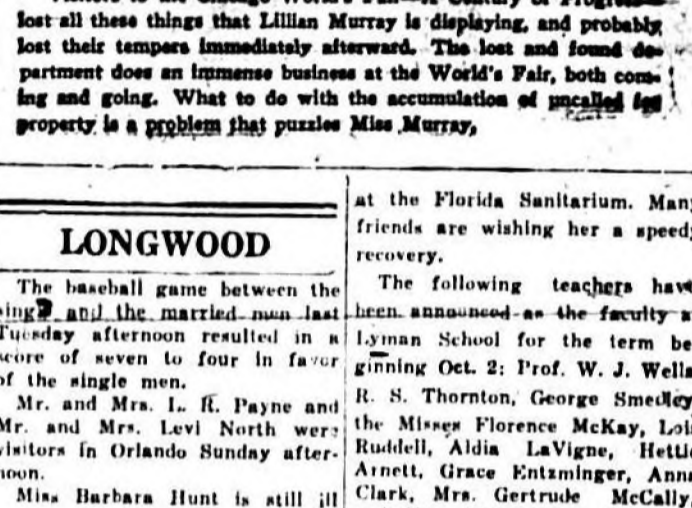 lost all these things that Lillian Murray is displaying, and probably
lost their tempers immediately afterward. The lost and found de-
partment does an immense business at the World's Fair, both com-
ing and going. What to do with the accumulation of uncalled for
property is a problem that puzzles Miss Murray,
LONGWOOD
The baseball game between the
and the married men last
Tuesday afternoon resulted in a
score of seven to four in favor
of the single men.
Mr. and Mrs. L. R. Payne and
Mr. and Mrs. Levi North were
visitors in Orlando Sunday after-
noon.
Miss Barbara Hunt is still ill
at the Florida Sanitarium. Many
friends are wishing her a speedy
recovery.
The following teachers have
been announced as the faculty a
Lyman School for the term be
ginning Oct. 2: Prof. W. J. Wells
R. S. Thornton, George Smedley
the Misses Florence McKay, Lois
Ruddell, Aldia LaVigne, Hettie
Arnett, Grace Entzminger, Anna
Clark, Mrs. Gertrude McCally,